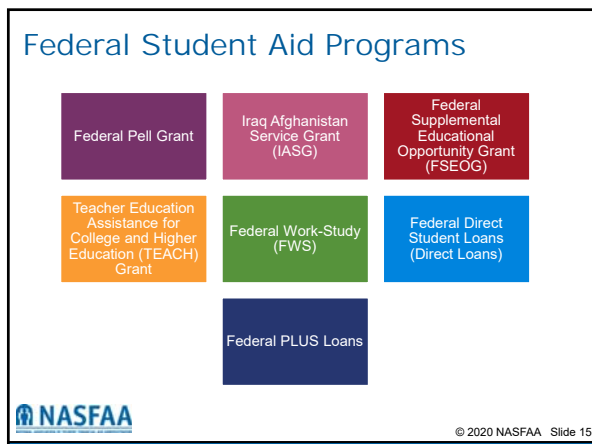 Federal Student Aid Programs
Federal Pell Grant
Iraq Afghanistan
Service Grant
(IASG)
Federal
Supplemental
Educational
Opportunity Grant
(FSEOG)
Teacher Education
Assistance for
College and Higher
Education (TEACH)
Grant
Federal Work-Study
(FWS)
Federal Direct
Student Loans
(Direct Loans)
Federal PLUS Loans
NASFAA
© 2020 NASFAA Slide 15